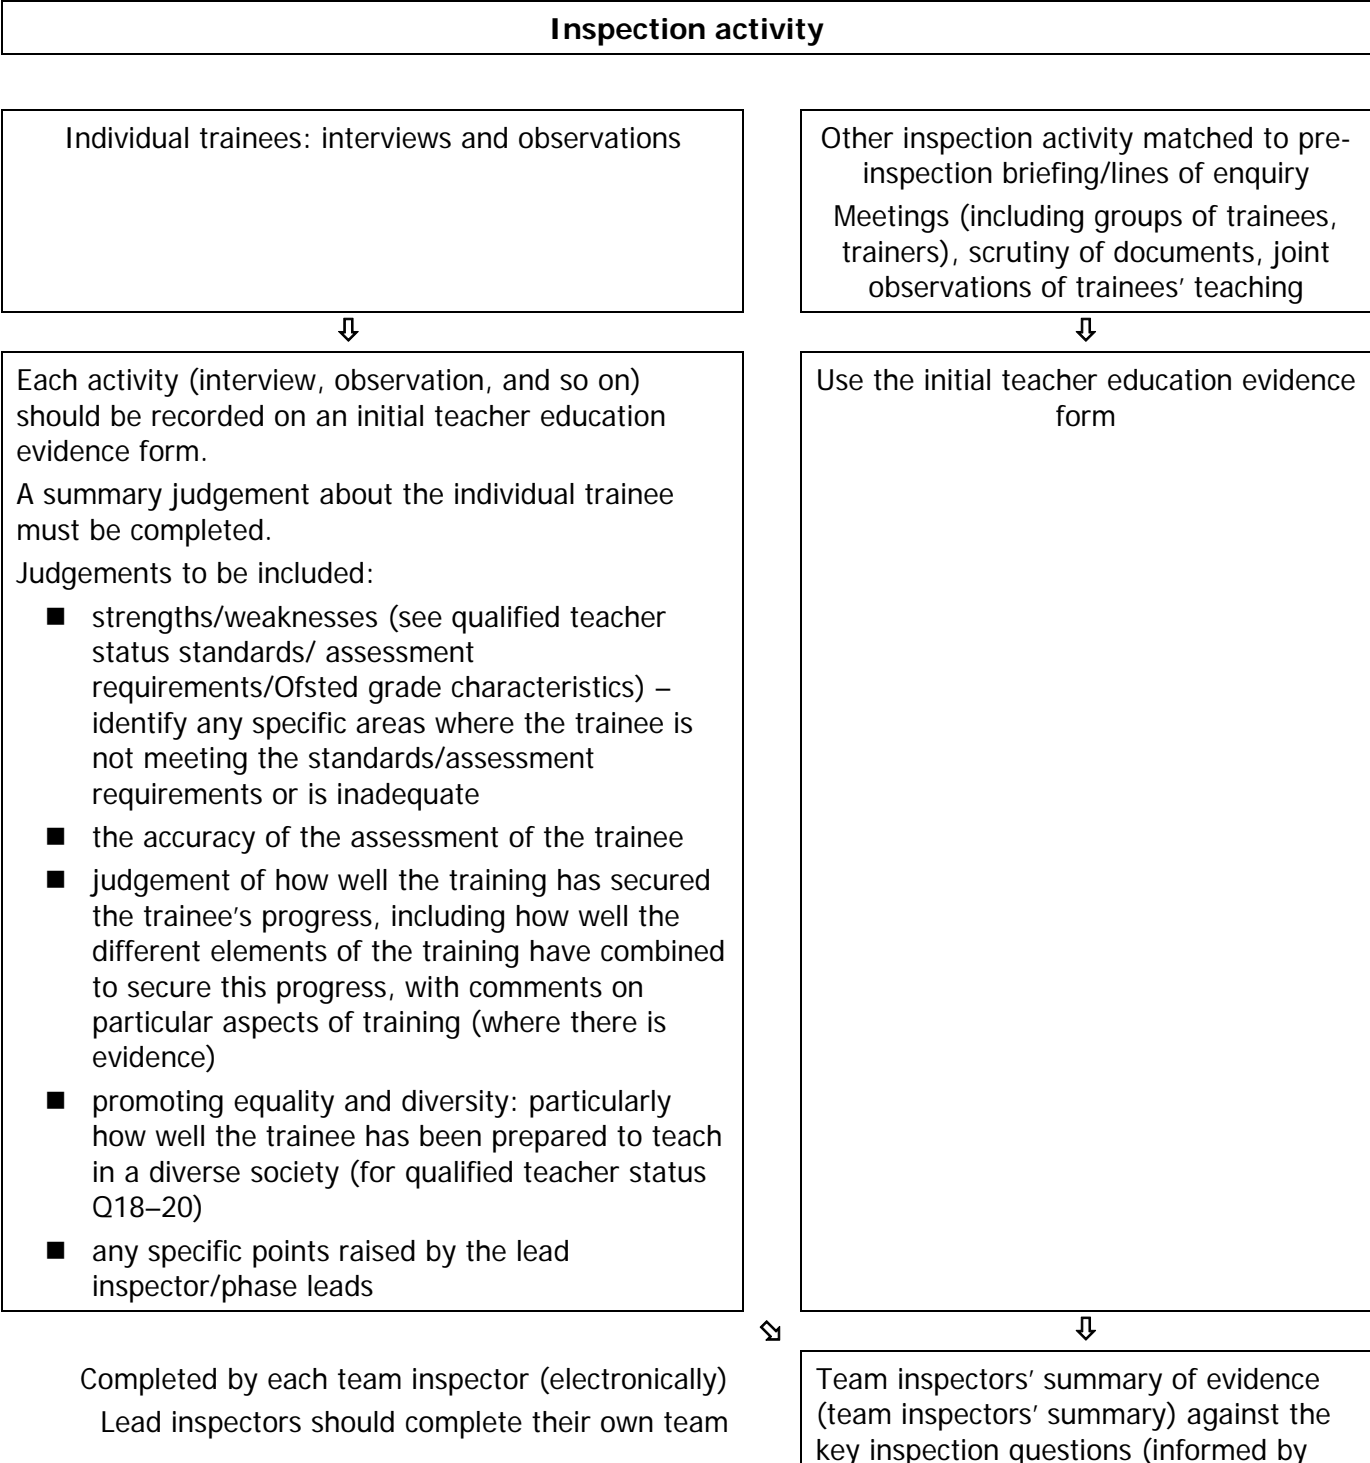 Inspection activity
Individual trainees: interviews and observations
Other inspection activity matched to pre-
inspection briefing/lines of enquiry
Meetings (including groups of trainees,
trainers), scrutiny of documents, joint
observations of trainees’ teaching
Each activity (interview, observation, and so on)
should be recorded on an initial teacher education
evidence form.
A summary judgement about the individual trainee
must be completed.
Judgements to be included:
■ strengths/weaknesses (see qualified teacher
status standards/ assessment
requirements/Ofsted grade characteristics) –
identify any specific areas where the trainee is
not meeting the standards/assessment
requirements or is inadequate
■ the accuracy of the assessment of the trainee
■ judgement of how well the training has secured
the trainee’s progress, including how well the
different elements of the training have combined
to secure this progress, with comments on
particular aspects of training (where there is
evidence)
■ promoting equality and diversity: particularly
how well the trainee has been prepared to teach
in a diverse society (for qualified teacher status
Q18–20)
■ any specific points raised by the lead
inspector/phase leads
Use the initial teacher education evidence
form
Completed by each team inspector (electronically)
Lead inspectors should complete their own team
Team inspectors’ summary of evidence
(team inspectors’ summary) against the
key inspection questions (informed by